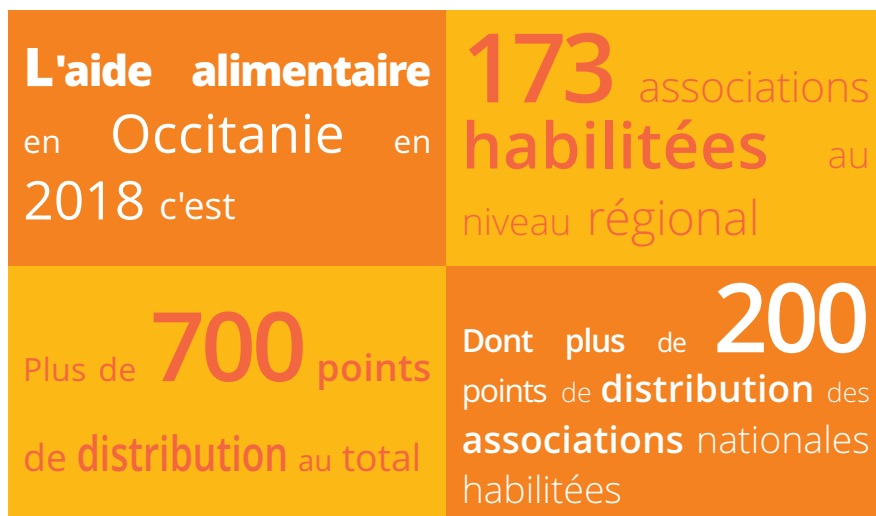 L'aide alimentaire
en Occitanie en
2018 c'est
173 associations
habilitées au
niveau régional
Plus de 700 points
de distribution au total
Dont plus de 200
points de distribution des
associations nationales
habilitées